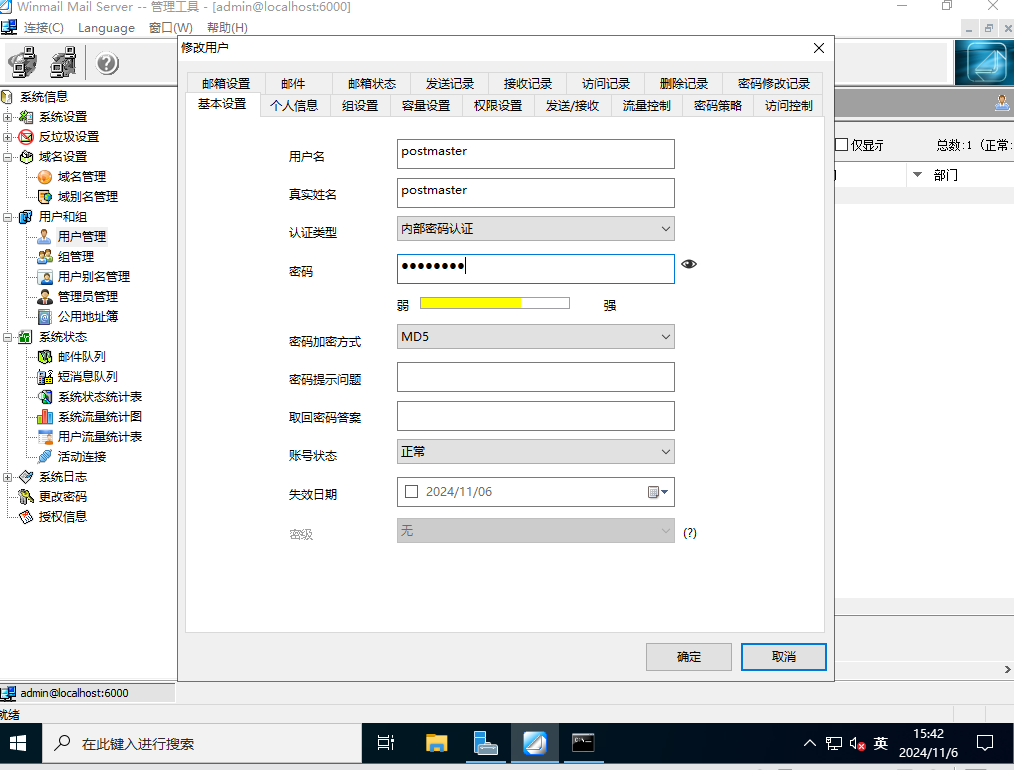 Winmail Mail Server -- 管理工具 - [admin@localhost:6000]
连接(C) Language 窗口(W) 帮助(H)
修改用户
邮箱设置 邮件 邮箱状态 发送记录 接收记录 访问记录 删除记录 密码修改记录
基本设置 个人信息 组设置 容量设置 权限设置 发送/接收 流量控制 密码策略 访问控制
系统信息
系统设置
反垃圾设置
域名设置
域名管理
域别名管理
用户和组
用户管理
组管理
用户别名管理
管理员管理
公用地址簿
系统状态
邮件队列
短消息队列
系统状态统计表
系统流量统计图
用户流量统计表
活动连接
系统日志
更改密码
授权信息
用户名 postmaster
真实姓名 postmaster
认证类型 内部密码认证
密码 ●●●●●●●●
弱 强
密码加密方式 MD5
密码提示问题
取回密码答案
账号状态 正常
失效日期 2024/11/06
密级 无 (?)
确定 取消
仅显示 总数:1 (正常:
部门
admin@localhost:6000
就绪
在此键入进行搜索
英
15:42
2024/11/6